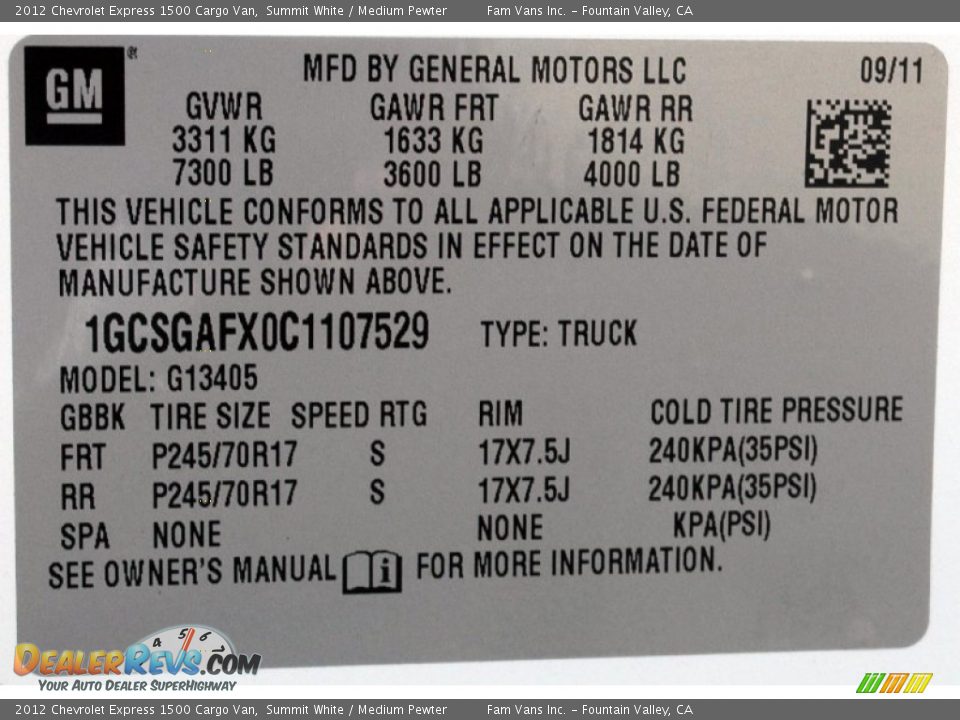 2012 Chevrolet Express 1500 Cargo Van, Summit White / Medium Pewter Fam Vans Inc. - Fountain Valley, CA
GM ®
MFD BY GENERAL MOTORS LLC 09/11
GVWR GAWR FRT GAWR RR
3311 KG 1633 KG 1814 KG
7300 LB 3600 LB 4000 LB
THIS VEHICLE CONFORMS TO ALL APPLICABLE U.S. FEDERAL MOTOR
VEHICLE SAFETY STANDARDS IN EFFECT ON THE DATE OF
MANUFACTURE SHOWN ABOVE.
1GCSGAFX0C1107529 TYPE: TRUCK
MODEL: G13405
GBBK TIRE SIZE SPEED RTG RIM COLD TIRE PRESSURE
FRT P245/70R17 S 17X7.5J 240KPA(35PSI)
RR P245/70R17 S 17X7.5J 240KPA(35PSI)
SPA NONE NONE KPA(PSI)
SEE OWNER'S MANUAL i FOR MORE INFORMATION.
4 5 6 7
DEALERREVS.COM
YOUR AUTO DEALER SUPERHIGHWAY
2012 Chevrolet Express 1500 Cargo Van, Summit White / Medium Pewter Fam Vans Inc. - Fountain Valley, CA